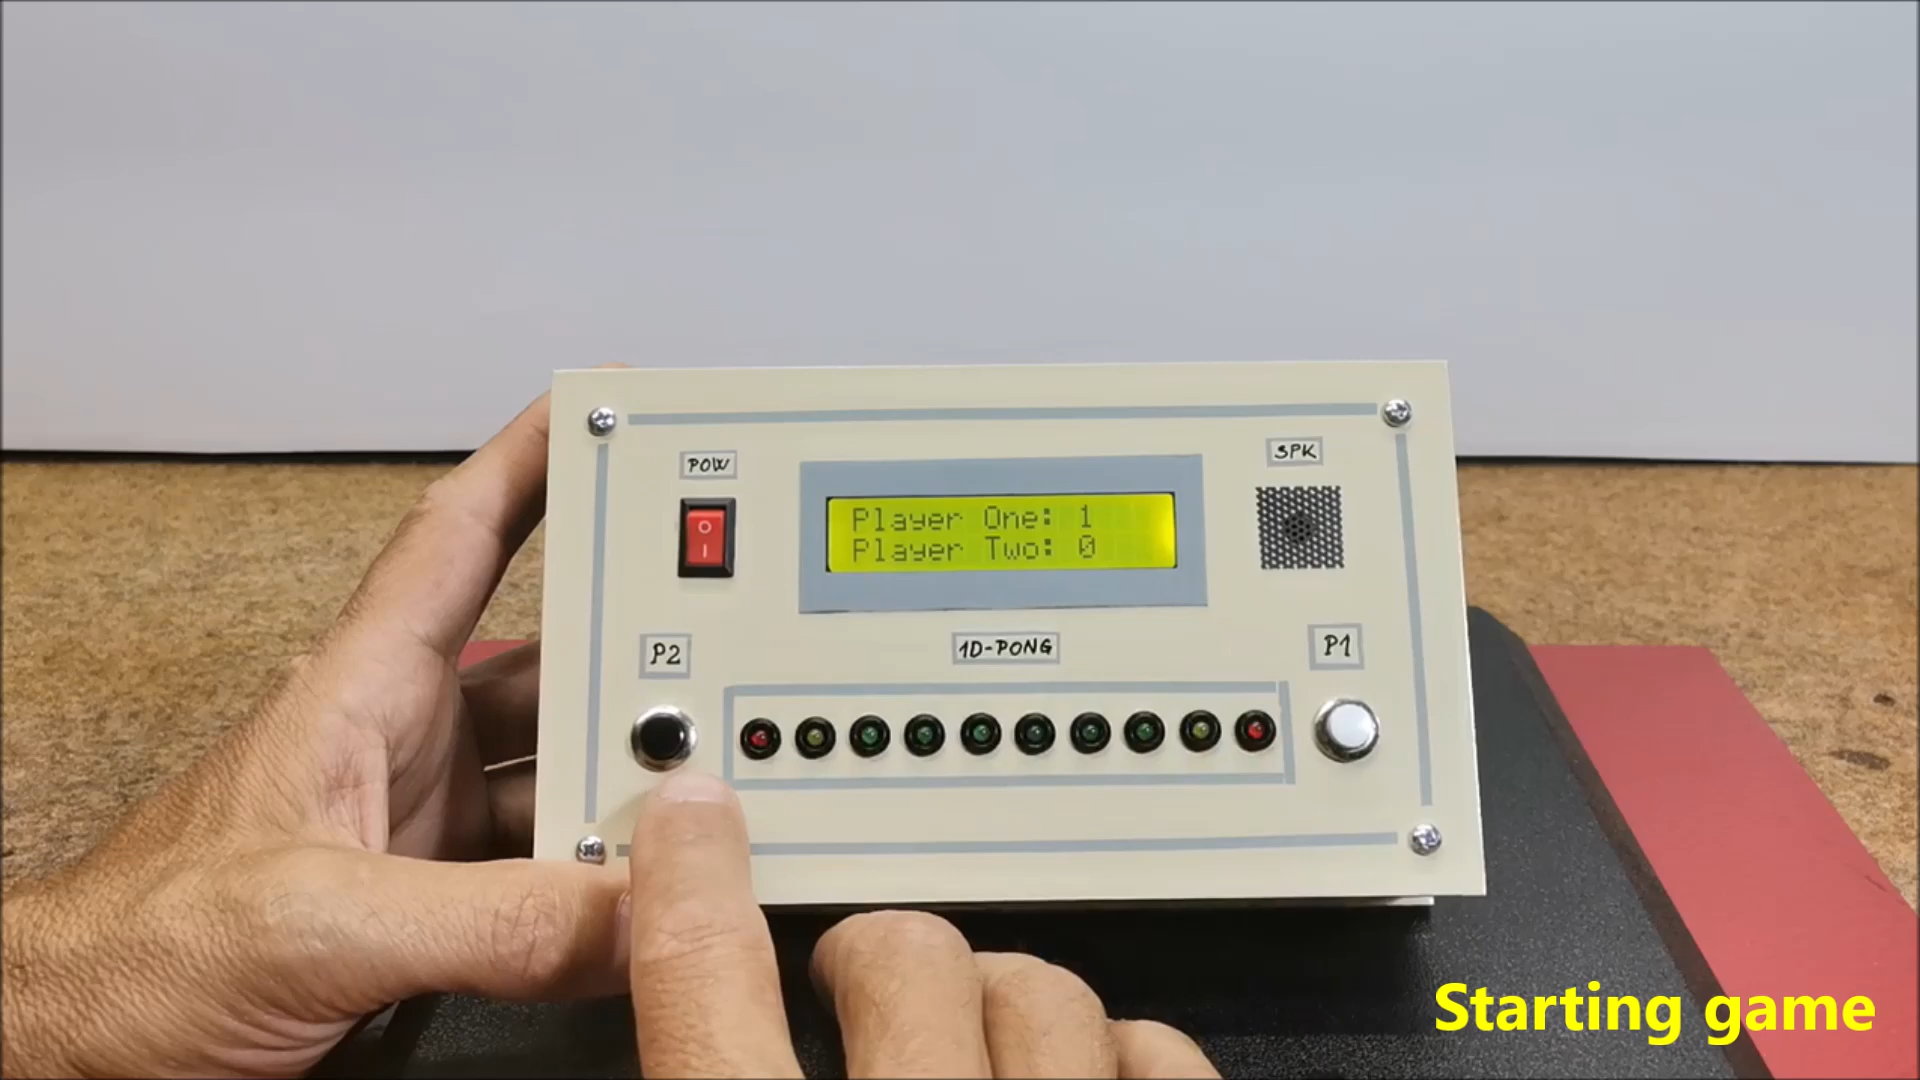 POW
SPK
Player One: 1
Player Two: 0
P2
1D-PONG
P1
O
I
Starting game